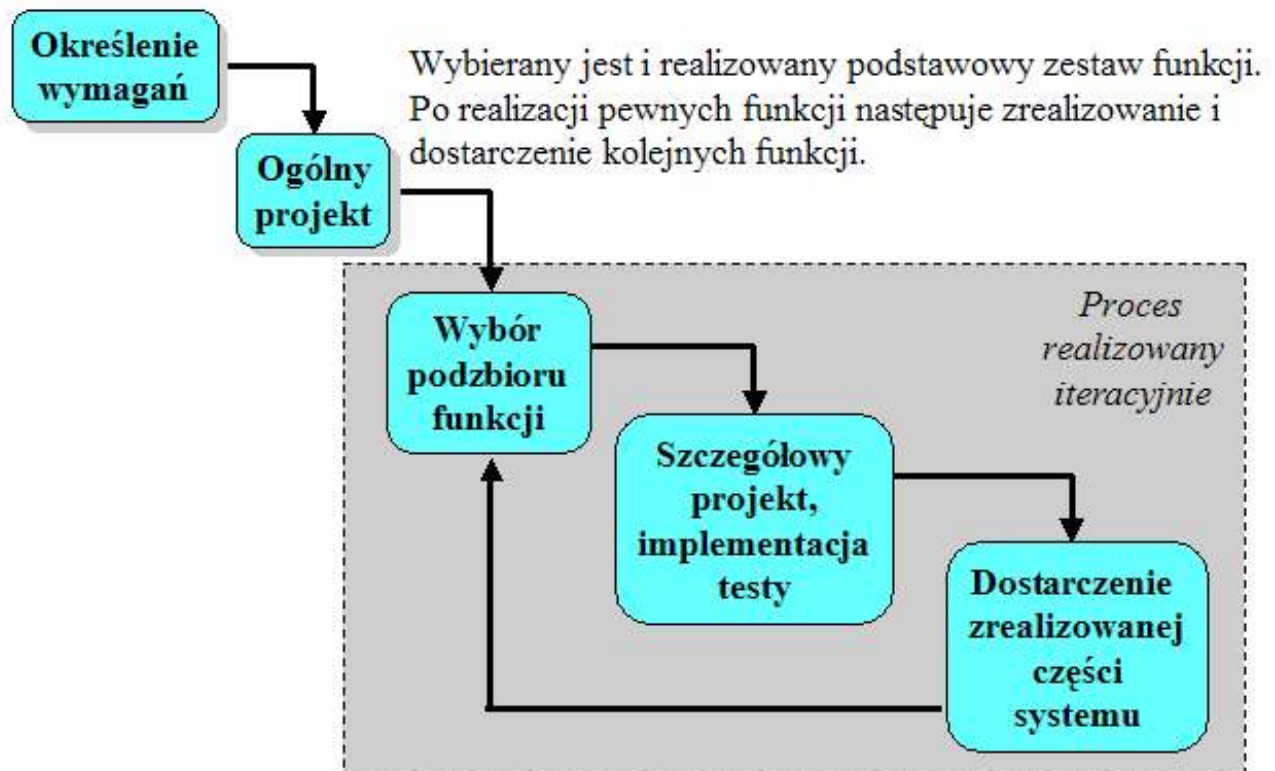 Określenie
wymagań
Wybierany jest i realizowany podstawowy zestaw funkcji.
Po realizacji pewnych funkcji następuje zrealizowanie i
dostarczenie kolejnych funkcji.
Ogólny
projekt
Proces
realizowany
iteracyjnie
Wybór
podzbioru
funkcji
Szczegółowy
projekt,
implementacja
testy
Dostarczenie
zrealizowanej
części
systemu